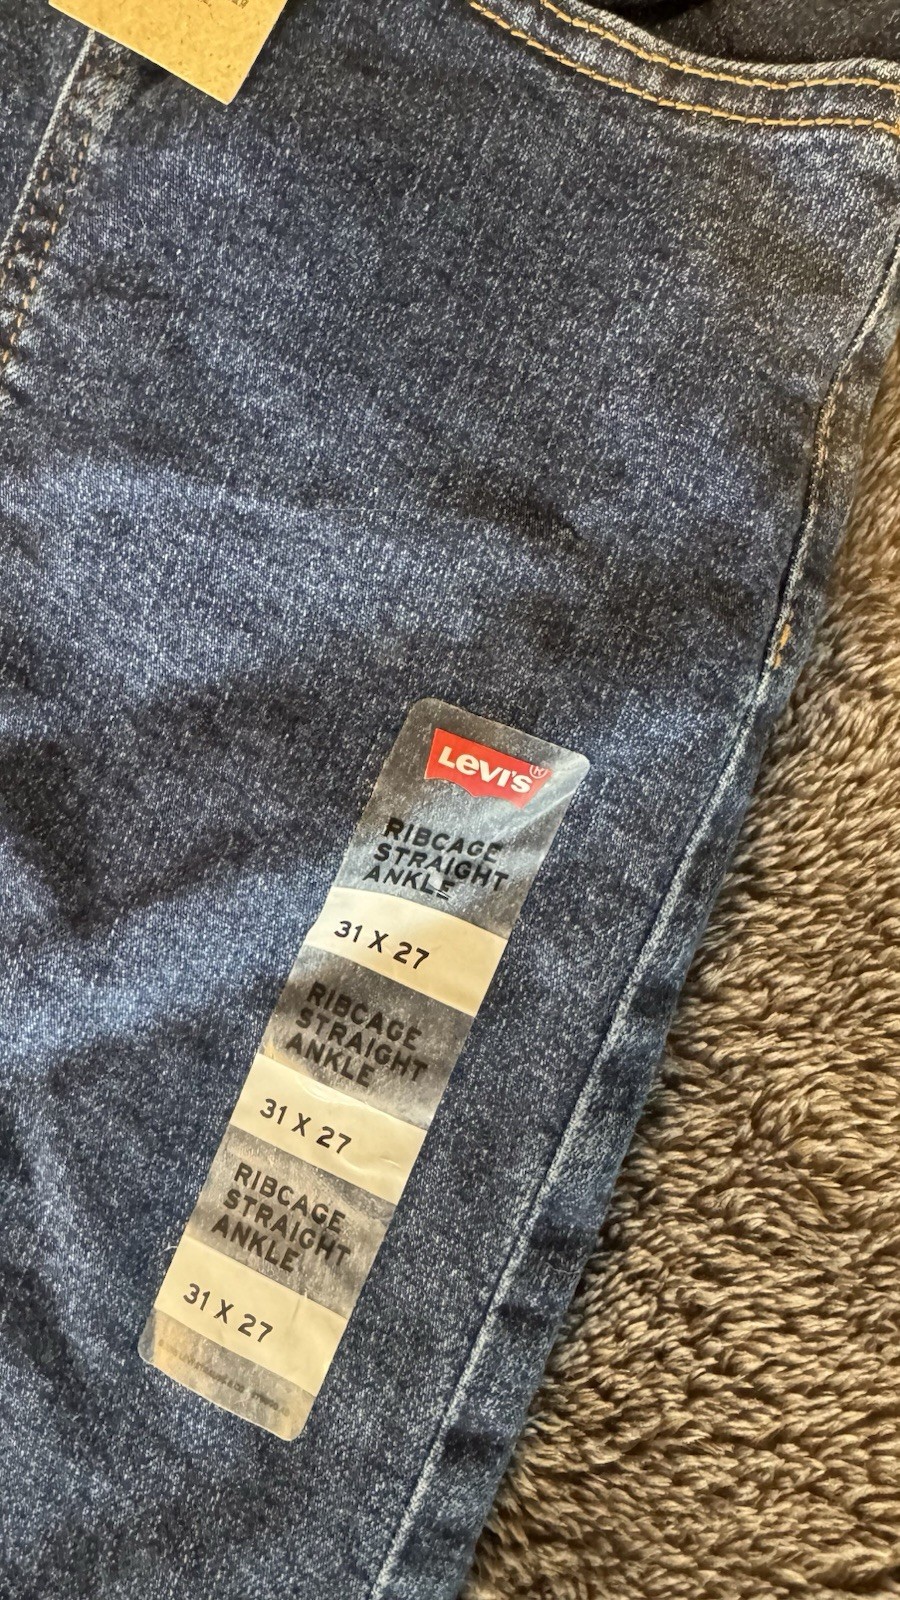 Levi's®
RIBCAGE
STRAIGHT
ANKLE
31 X 27
RIBCAGE
STRAIGHT
ANKLE
31 X 27
RIBCAGE
STRAIGHT
ANKLE
31 X 27